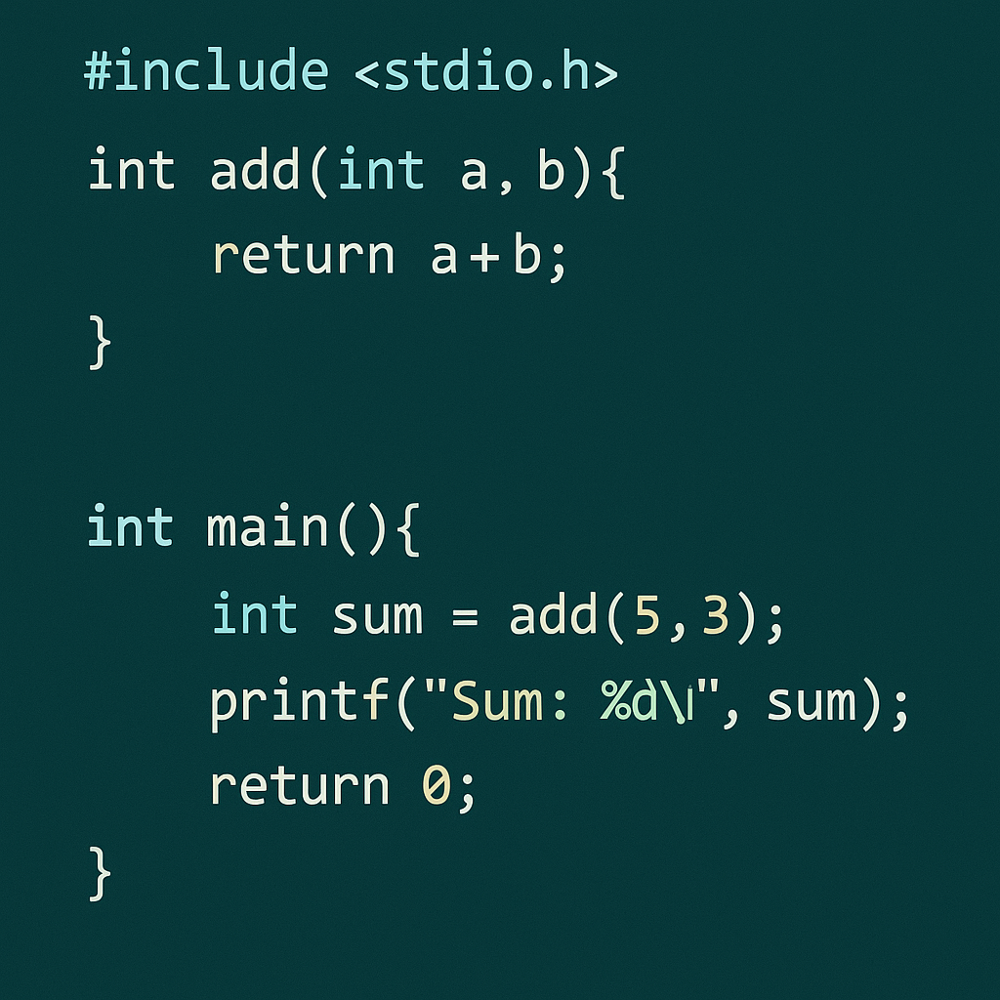 #include <stdio.h>
int add(int a, b){
return a+b;
}
int main(){
int sum = add(5,3);
printf("Sum: %d\", sum);
return 0;
}